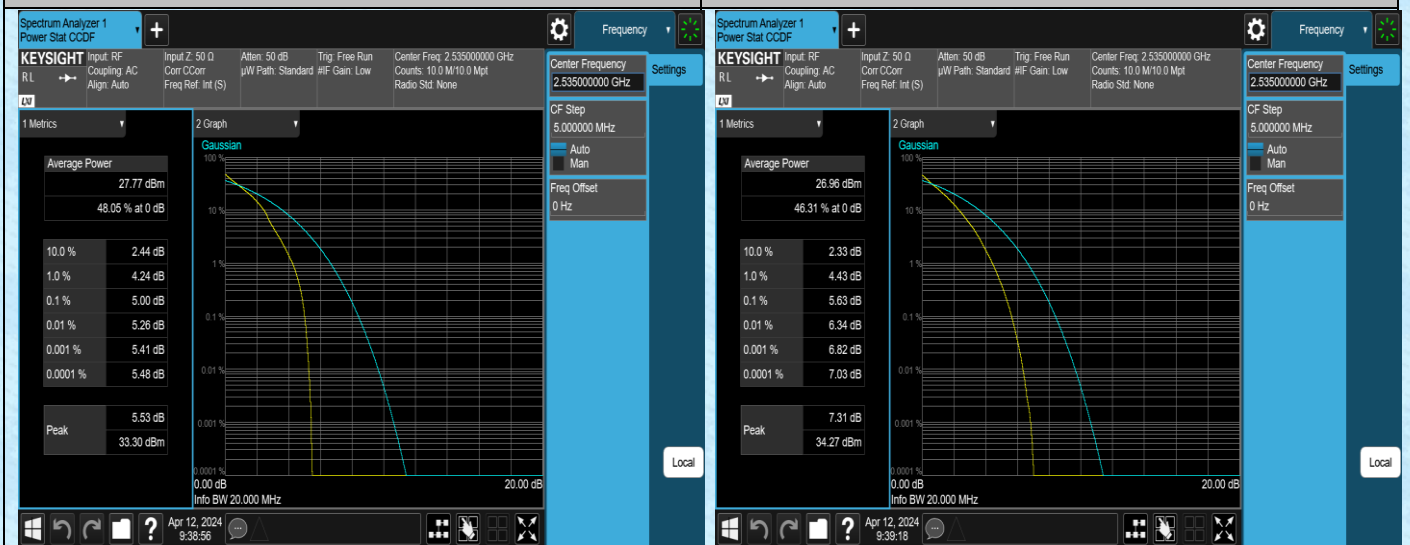 Spectrum Analyzer 1
Power Stat CCDF
+
Frequency
KEYSIGHT
R L
LXI
Input: RF
Coupling: AC
Align: Auto
Input Z: 50 Ω
Corr CCorr
Freq Ref: Int (S)
Atten: 50 dB
µW Path: Standard
Trig: Free Run
#IF Gain: Low
Center Freq: 2.535000000 GHz
Counts: 10.0 M/10.0 Mpt
Radio Std: None
Center Frequency
2.535000000 GHz
Settings
CF Step
5.000000 MHz
Auto
Man
Freq Offset
0 Hz
1 Metrics
2 Graph
Average Power
27.77 dBm
48.05 % at 0 dB
10.0 % 2.44 dB
1.0 % 4.24 dB
0.1 % 5.00 dB
0.01 % 5.26 dB
0.001 % 5.41 dB
0.0001 % 5.48 dB
Peak
5.53 dB
33.30 dBm
Gaussian
100 %
10 %
1 %
0.1 %
0.01 %
0.001 %
0.0001 %
0.00 dB 20.00 dB
Info BW 20.000 MHz
Local
?
Apr 12, 2024
9:38:56
Spectrum Analyzer 1
Power Stat CCDF
+
Frequency
KEYSIGHT
R L
LXI
Input: RF
Coupling: AC
Align: Auto
Input Z: 50 Ω
Corr CCorr
Freq Ref: Int (S)
Atten: 50 dB
µW Path: Standard
Trig: Free Run
#IF Gain: Low
Center Freq: 2.535000000 GHz
Counts: 10.0 M/10.0 Mpt
Radio Std: None
Center Frequency
2.535000000 GHz
Settings
CF Step
5.000000 MHz
Auto
Man
Freq Offset
0 Hz
1 Metrics
2 Graph
Average Power
26.96 dBm
46.31 % at 0 dB
10.0 % 2.33 dB
1.0 % 4.43 dB
0.1 % 5.63 dB
0.01 % 6.34 dB
0.001 % 6.82 dB
0.0001 % 7.03 dB
Peak
7.31 dB
34.27 dBm
Gaussian
100 %
10 %
1 %
0.1 %
0.01 %
0.001 %
0.0001 %
0.00 dB 20.00 dB
Info BW 20.000 MHz
Local
?
Apr 12, 2024
9:39:18